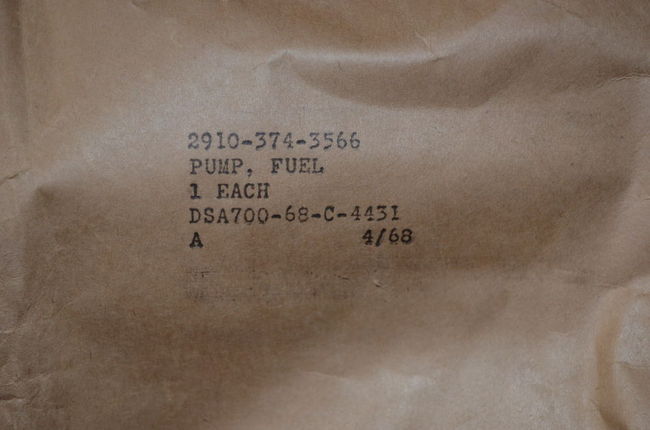 2910-374-3566
PUMP, FUEL
1 EACH
DSA700-68-C-4431
A 4/68